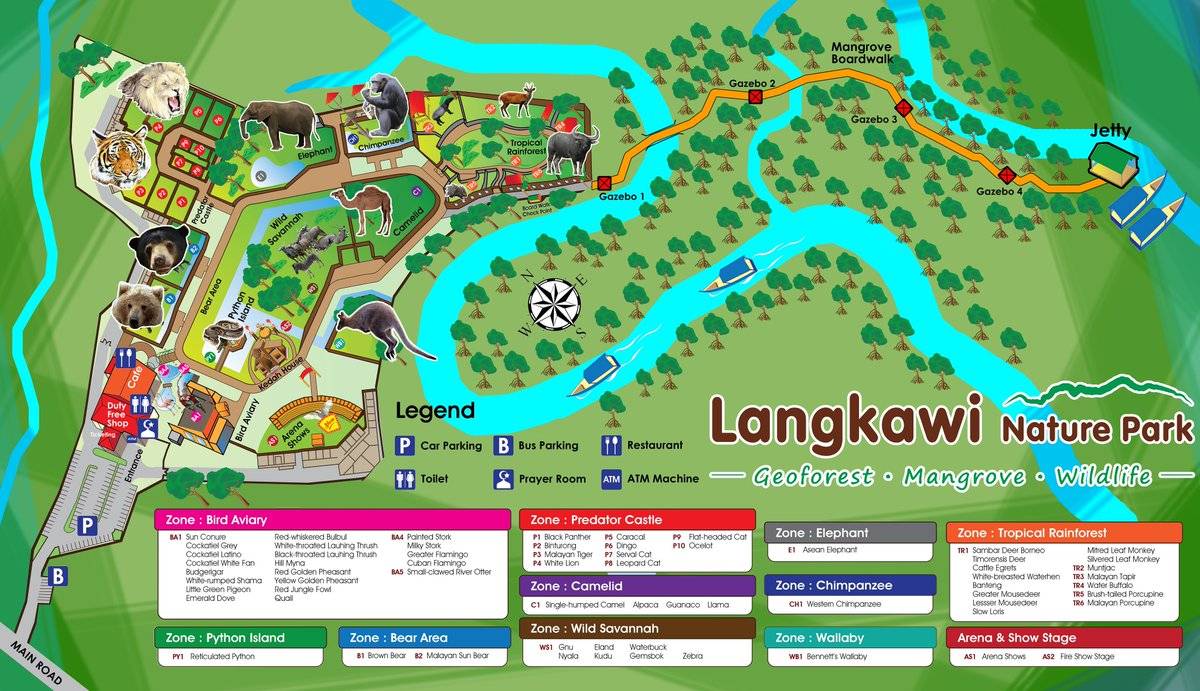 Mangrove
Boardwalk
Gazebo 2
Gazebo 3
Jetty
Gazebo 4
Gazebo 1
Elephant
Chimpanzee
Tropical
Rainforest
Board Walk
Check Point
Predator
Castle
Wild
Savannah
Camelid
Bear Area
Python
Island
Kedah House
N
E
W
S
Cafe
Duty
Free
Shop
ATM
Ticketing
Bird Aviary
Arena
Shows
Entrance
P
B
MAIN ROAD
Legend
P Car Parking
B Bus Parking
Restaurant
Toilet
Prayer Room
ATM ATM Machine
Langkawi Nature Park
Geoforest • Mangrove • Wildlife
Zone : Bird Aviary
BA1 Sun Conure
Cockatiel Grey
Cockatiel Latino
Cockatiel White Fan
Budgerigar
White-rumped Shama
Little Green Pigeon
Emerald Dove
Red-whiskered Bulbul
White-throated Lauhing Thrush
Black-throated Lauhing Thrush
Hill Myna
Red Golden Pheasant
Yellow Golden Pheasant
Red Jungle Fowl
Quail
BA4 Painted Stork
Milky Stork
Greater Flamingo
Cuban Flamingo
BA5 Small-clawed River Otter
Zone : Predator Castle
P1 Black Panther
P2 Binturong
P3 Malayan Tiger
P4 White Lion
P5 Caracal
P6 Dingo
P7 Serval Cat
P8 Leopard Cat
P9 Flat-headed Cat
P10 Ocelot
Zone : Elephant
E1 Asean Elephant
Zone : Tropical Rainforest
TR1 Sambar Deer Borneo
Timorensis Deer
Cattle Egrets
White-breasted Waterhen
Banteng
Greater Mousedeer
Lessser Mousedeer
Slow Loris
Mitred Leaf Monkey
Silvered Leaf Monkey
TR2 Muntjac
TR3 Malayan Tapir
TR4 Water Buffalo
TR5 Brush-tailed Porcupine
TR6 Malayan Porcupine
Zone : Camelid
C1 Single-humped Camel Alpaca Guanaco Llama
Zone : Chimpanzee
CH1 Western Chimpanzee
Zone : Python Island
PY1 Reticulated Python
Zone : Bear Area
B1 Brown Bear B2 Malayan Sun Bear
Zone : Wild Savannah
WS1 Gnu Eland Waterbuck
Nyala Kudu Gemsbok Zebra
Zone : Wallaby
WB1 Bennett's Wallaby
Arena & Show Stage
AS1 Arena Shows AS2 Fire Show Stage